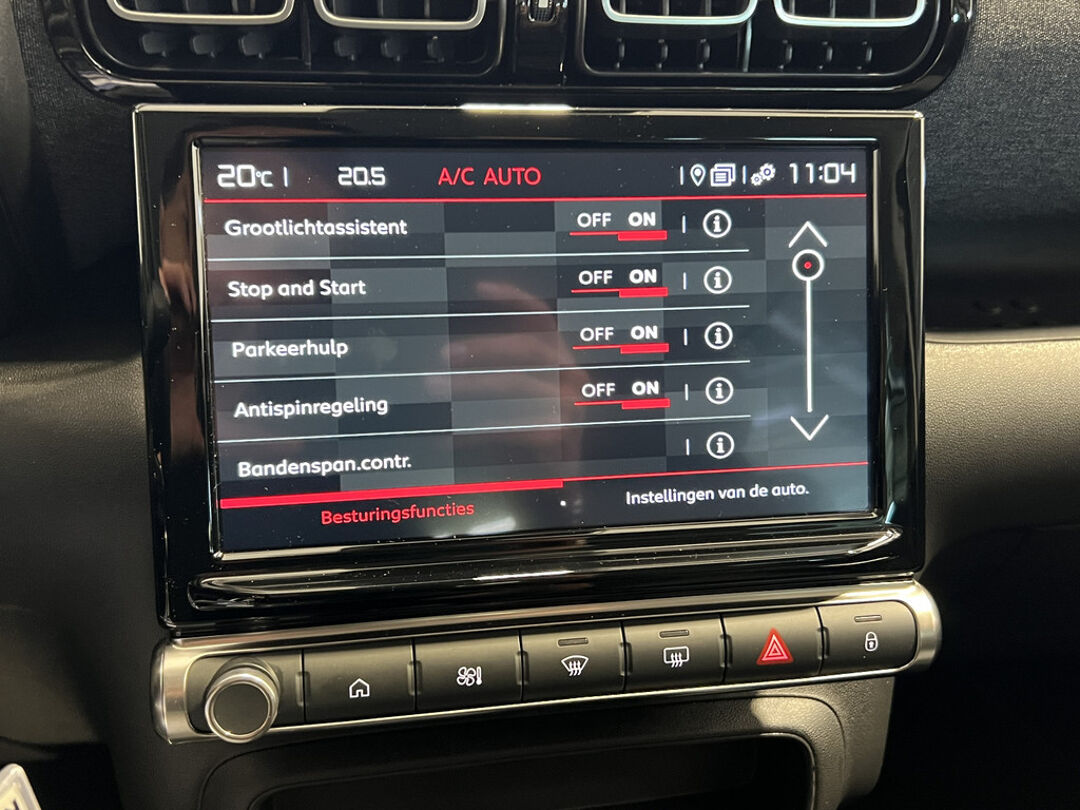 20°C 20.5 A/C AUTO 11:04
Grootlichtassistent OFF ON
Stop and Start OFF ON
Parkeerhulp OFF ON
Antispinregeling OFF ON
Bandenspan.contr.
Besturingsfuncties Instellingen van de auto.